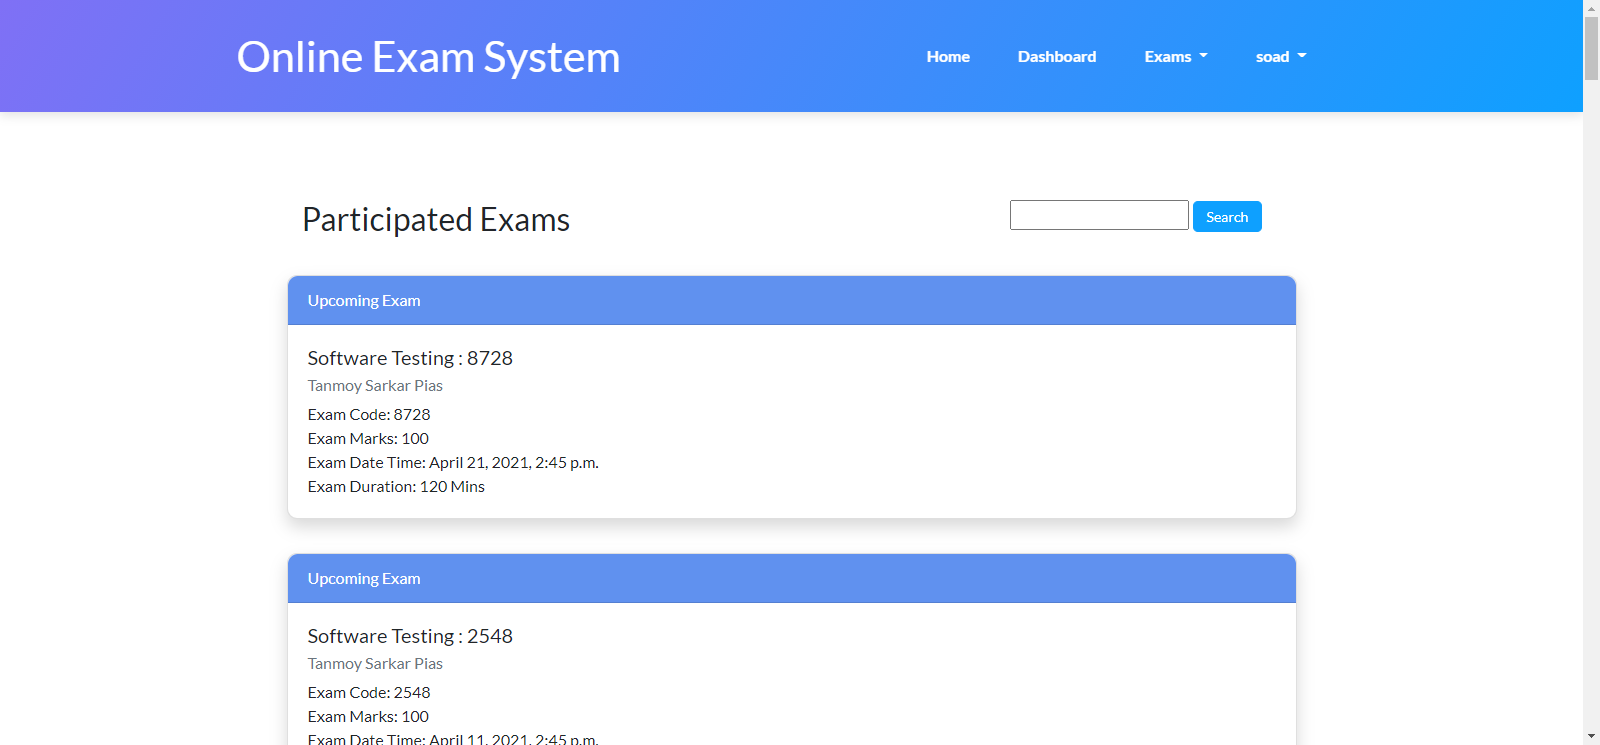 Online Exam System
Home Dashboard Exams soad
Participated Exams
Search
Upcoming Exam
Software Testing : 8728
Tanmoy Sarkar Pias
Exam Code: 8728
Exam Marks: 100
Exam Date Time: April 21, 2021, 2:45 p.m.
Exam Duration: 120 Mins
Upcoming Exam
Software Testing : 2548
Tanmoy Sarkar Pias
Exam Code: 2548
Exam Marks: 100
Exam Date Time: April 11, 2021, 2:45 p.m.